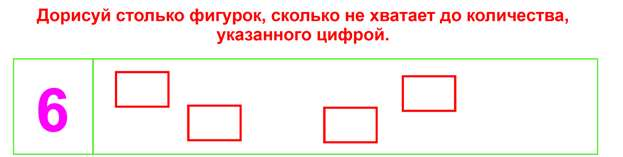 Дорисуй столько фигурок, сколько не хватает до количества,
указанного цифрой.
6